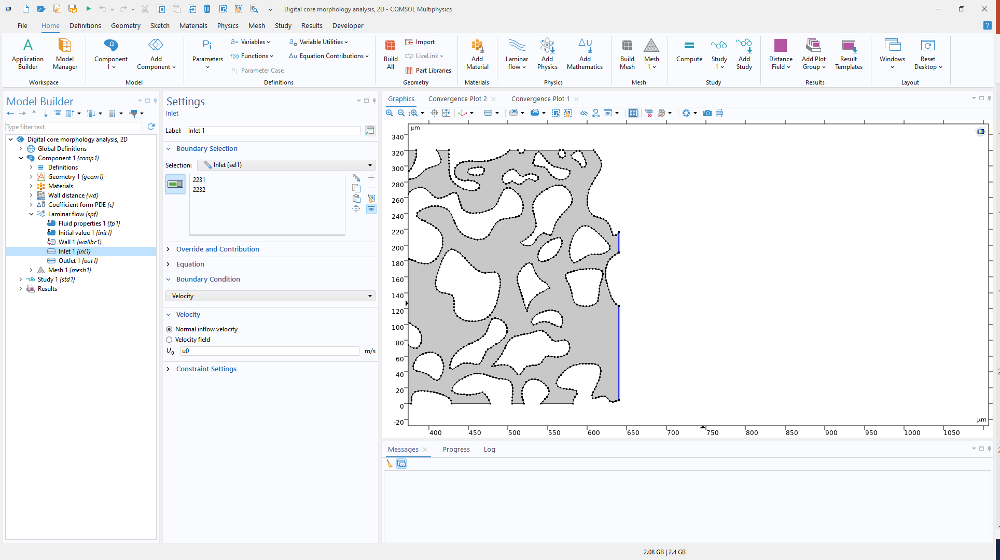 Digital core morphology analysis, 2D - COMSOL Multiphysics
File Home Definitions Geometry Sketch Materials Physics Mesh Study Results Developer
Application Builder
Model Manager
Workspace
Component 1
Add Component
Model
Pi
Parameters
a= Variables
f(x) Functions
Pi Parameter Case
a= Variable Utilities
Δu Equation Contributions
Definitions
Build All
Import
LiveLink
Part Libraries
Geometry
Add Material
Materials
Laminar flow
Add Physics
Add Mathematics
Physics
Build Mesh
Mesh 1
Mesh
Compute
Study 1
Add Study
Study
Distance Field
Add Plot Group
Result Templates
Results
Windows
Reset Desktop
Layout
Model Builder
Type filter text
Digital core morphology analysis, 2D
Global Definitions
Component 1 {comp1}
Definitions
Geometry 1 {geom1}
Materials
Wall distance {wd}
Coefficient form PDE {c}
Laminar flow {spf}
Fluid properties 1 {fp1}
Initial value 1 {init1}
Wall 1 {wallbc1}
Inlet 1 {inl1}
Outlet 1 {out1}
Mesh 1 {mesh1}
Study 1 {std1}
Results
Settings
Inlet
Label: Inlet 1
Boundary Selection
Selection: Inlet {sel1}
2231
2232
Override and Contribution
Equation
Boundary Condition
Velocity
Velocity
Normal inflow velocity
Velocity field
U0 u0 m/s
Constraint Settings
Graphics Convergence Plot 2 Convergence Plot 1
µm
340
320
300
280
260
240
220
200
180
160
140
120
100
80
60
40
20
0
-20
µm
400 450 500 550 600 650 700 750 800 850 900 950 1000 1050
Messages Progress Log
2.08 GB | 2.4 GB